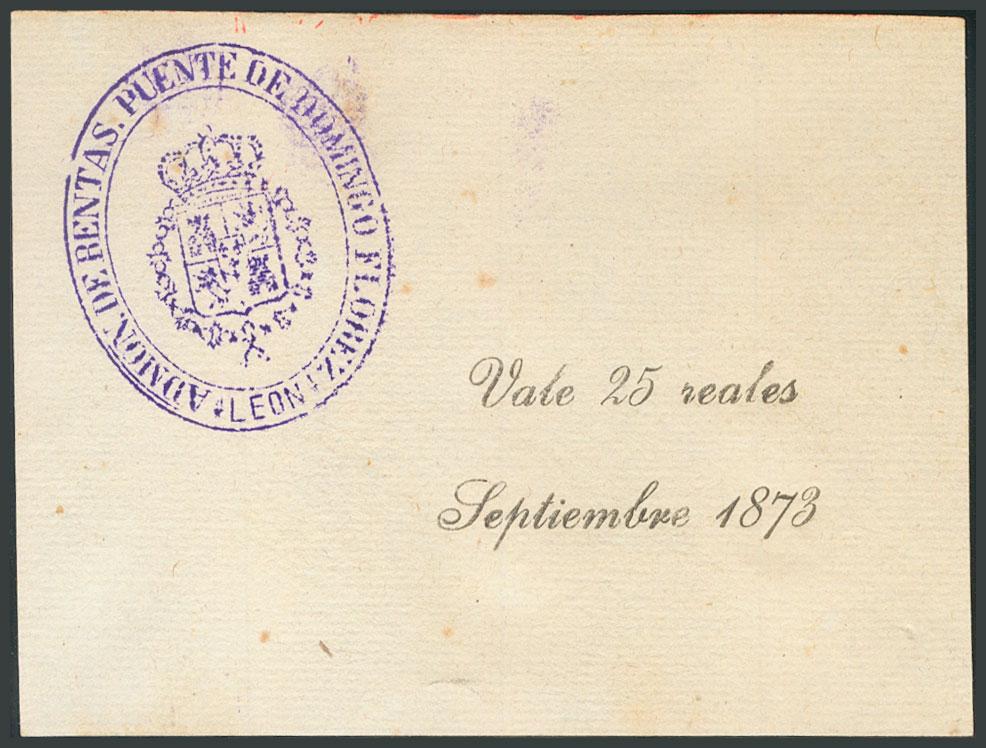 ADMON. DE RENTAS. PUENTE DE DOMINGO FLOREZ
LEON
Vale 25 reales
Septiembre 1873